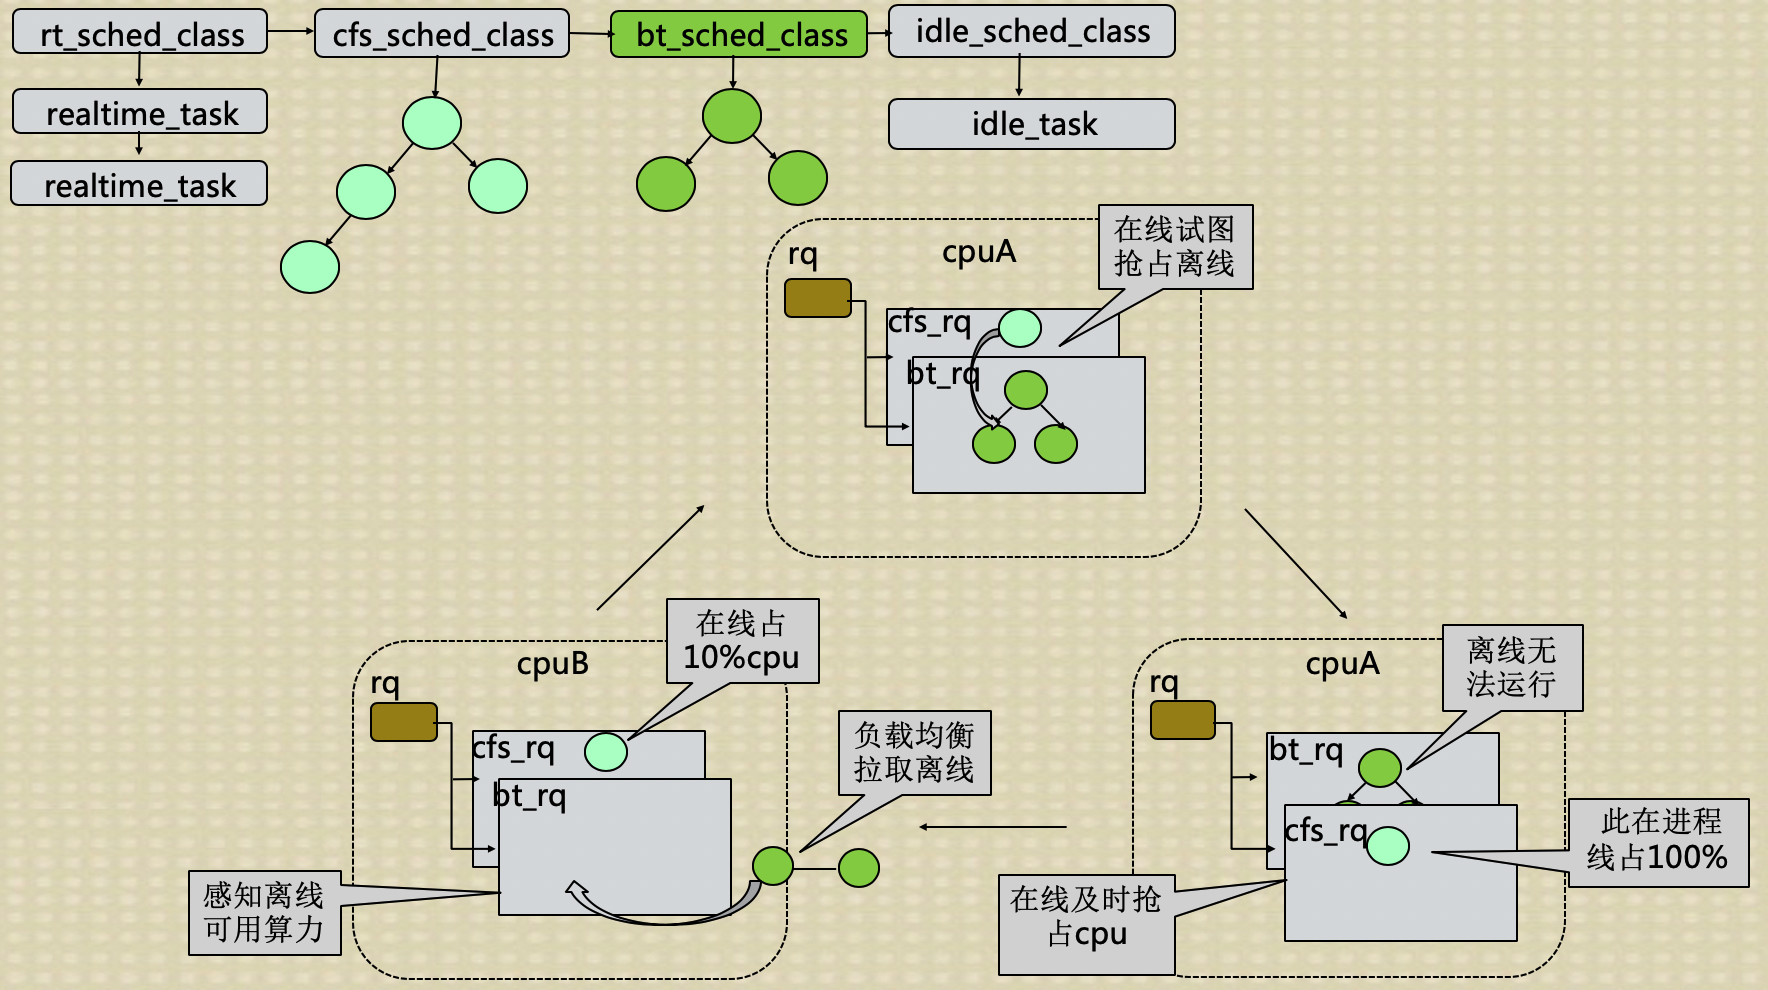 rt_sched_class
cfs_sched_class
bt_sched_class
idle_sched_class
realtime_task
idle_task
realtime_task
在线试图
抢占离线
cpuA
rq
cfs_rq
bt_rq
在线占
10%cpu
cpuB
rq
cfs_rq
bt_rq
负载均衡
拉取离线
感知离线
可用算力
离线无
法运行
cpuA
rq
bt_rq
cfs_rq
此在进程
线占100%
在线及时抢
占cpu